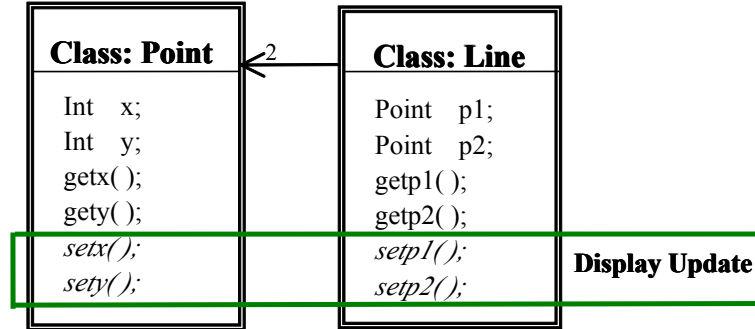 Class: Point
Int x;
Int y;
getx( );
gety( );
setx( );
sety( );
2
Class: Line
Point p1;
Point p2;
getp1( );
getp2( );
setp1( );
setp2( );
Display Update